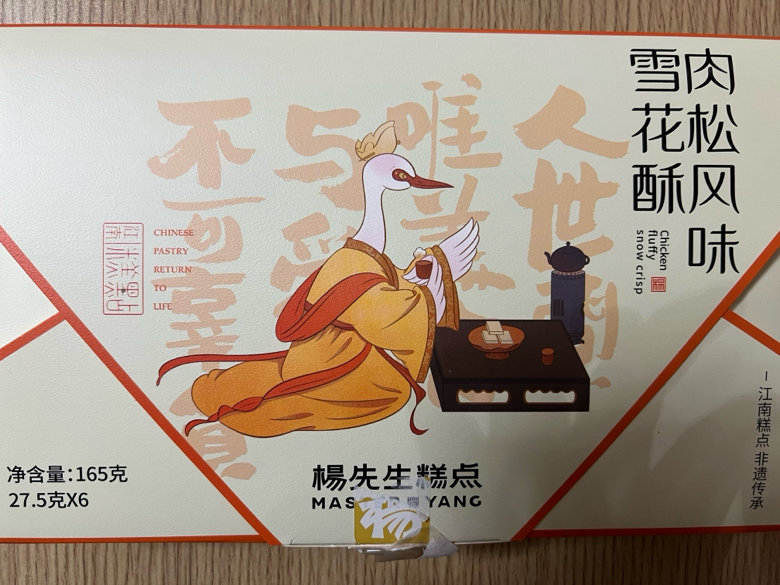 肉松风味
雪花酥
Chicken
fluffy
snow crisp
人世间
唯美食
与爱
不可辜负
CHINESE
PASTRY
RETURN
TO
LIFE
净含量：165克
27.5克X6
楊先生糕点
YANG
杨
江南糕点 非遗传承